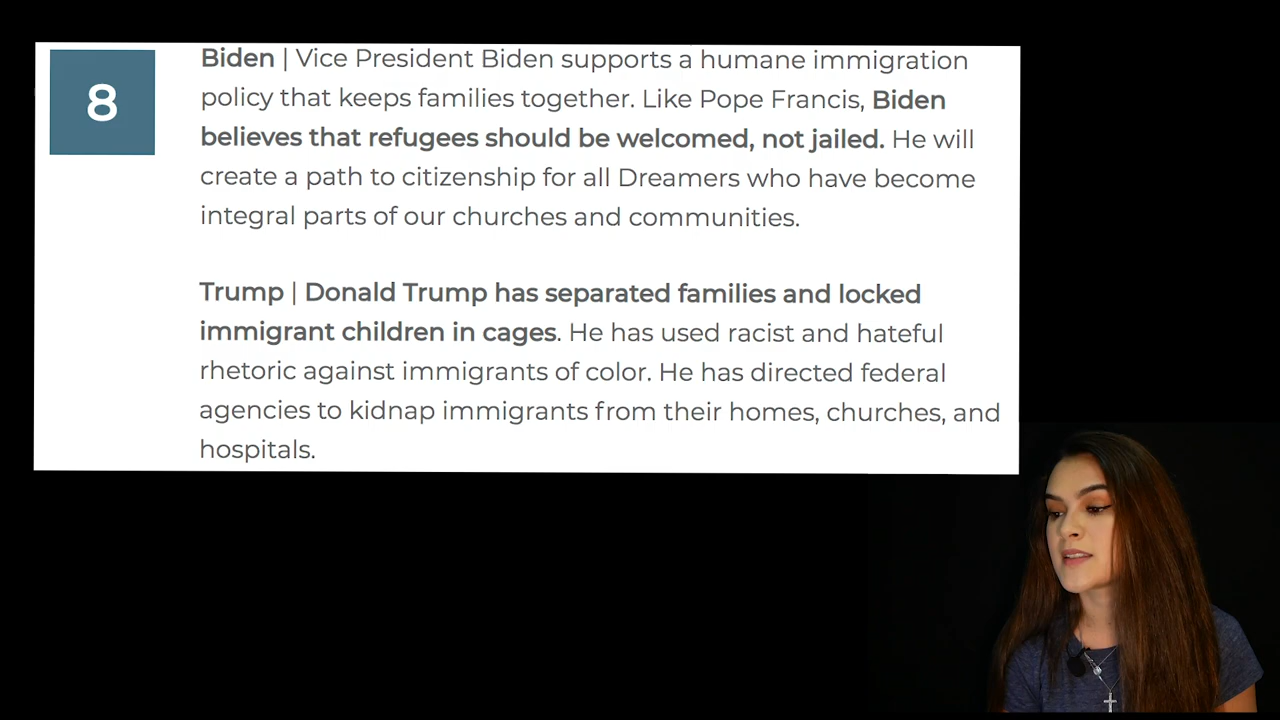 8
Biden | Vice President Biden supports a humane immigration
policy that keeps families together. Like Pope Francis, Biden
believes that refugees should be welcomed, not jailed. He will
create a path to citizenship for all Dreamers who have become
integral parts of our churches and communities.
Trump | Donald Trump has separated families and locked
immigrant children in cages. He has used racist and hateful
rhetoric against immigrants of color. He has directed federal
agencies to kidnap immigrants from their homes, churches, and
hospitals.